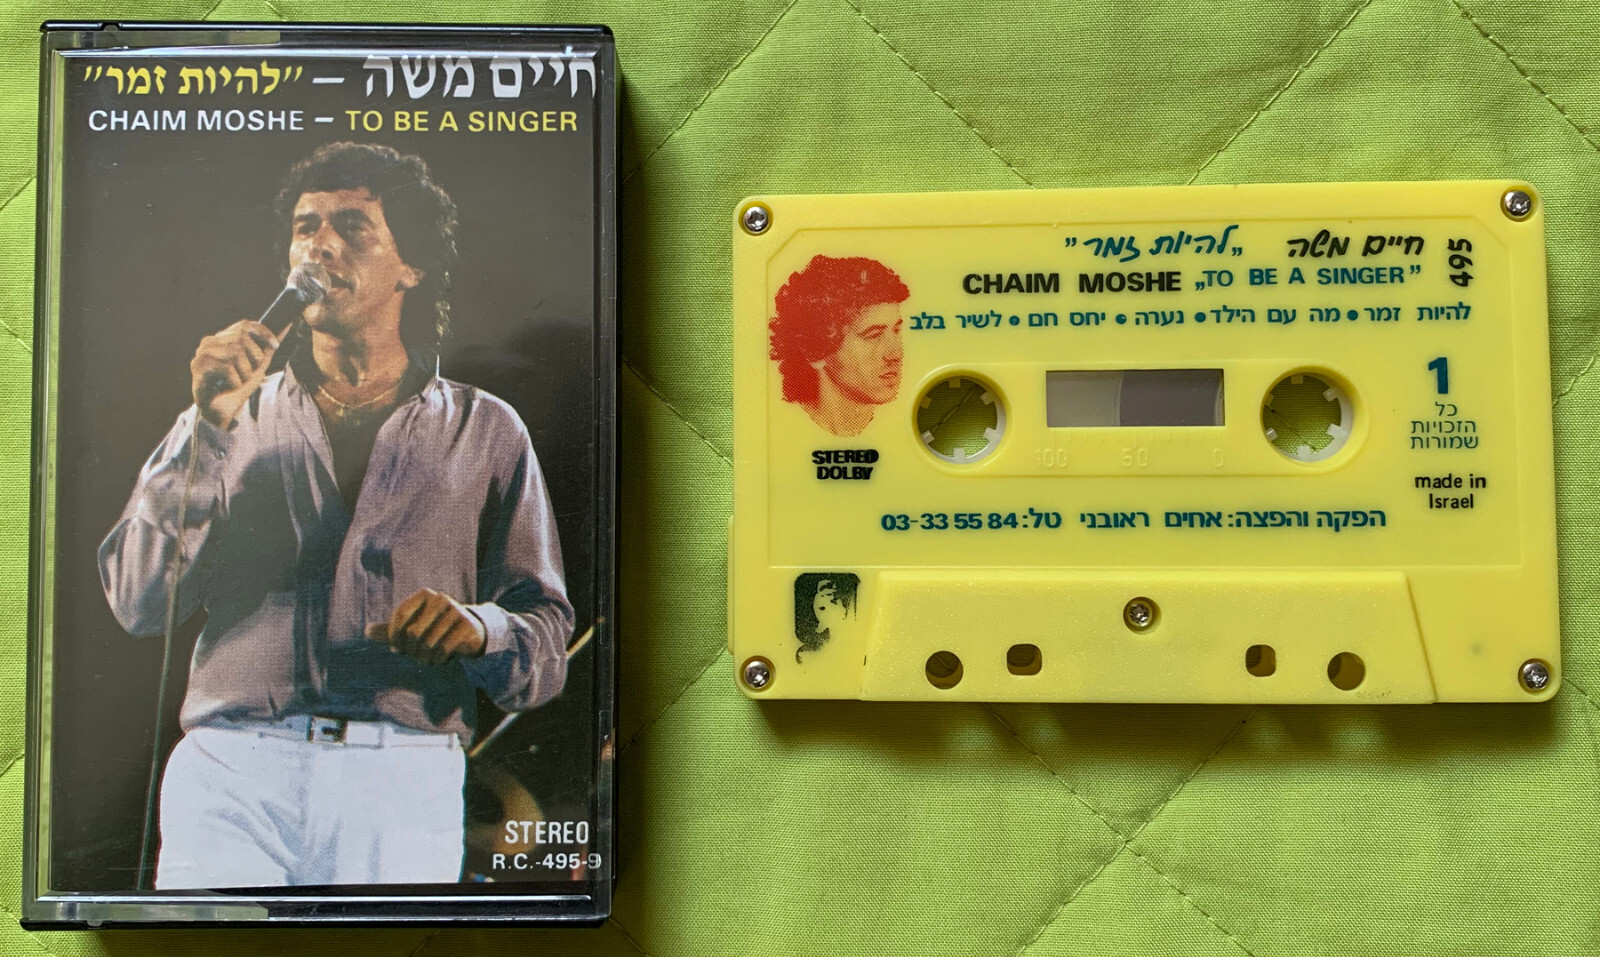 חיים משה – "להיות זמר"
CHAIM MOSHE – TO BE A SINGER
STEREO
R.C.-495-9
חיים משה „להיות זמר”
495
CHAIM MOSHE „TO BE A SINGER”
להיות זמר • מה עם הילד • נערה • יחס חם • לשיר בלב
1
כל
הזכויות
שמורות
100 50 0
STEREO
DOLBY
made in
Israel
הפקה והפצה: אחים ראובני טל: 03-33 55 84